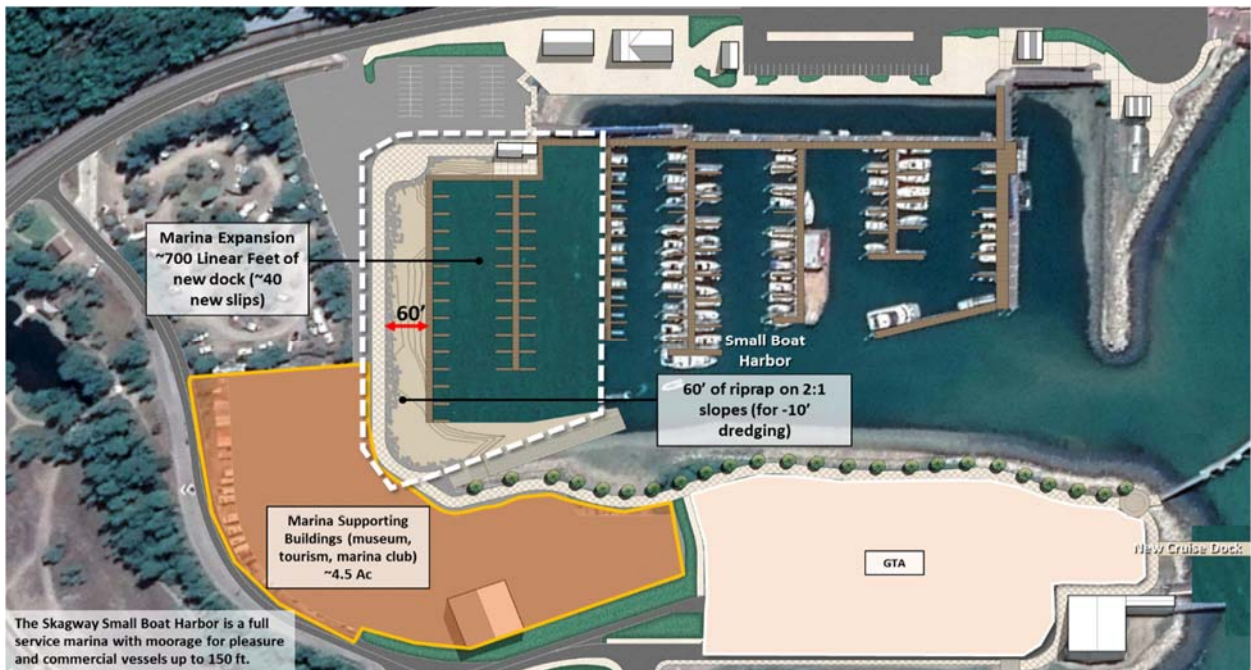 Marina Expansion
~700 Linear Feet of
new dock (~40
new slips)
60'
Small Boat
Harbor
60' of riprap on 2:1
slopes (for -10'
dredging)
Marina Supporting
Buildings (museum,
tourism, marina club)
~4.5 Ac
GTA
New Cruise Dock
The Skagway Small Boat Harbor is a full
service marina with moorage for pleasure
and commercial vessels up to 150 ft.